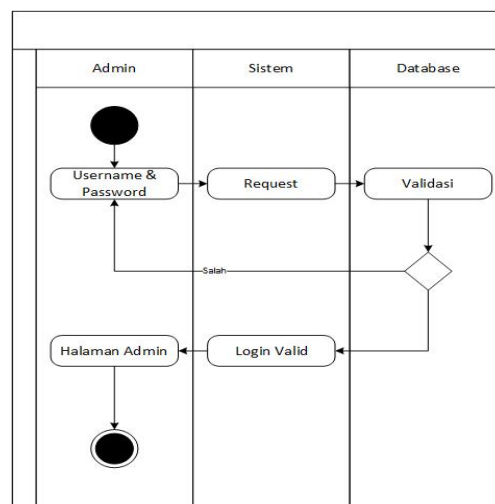 Admin
Sistem
Database
Username &
Password
Request
Validasi
Salah
Halaman Admin
Login Valid